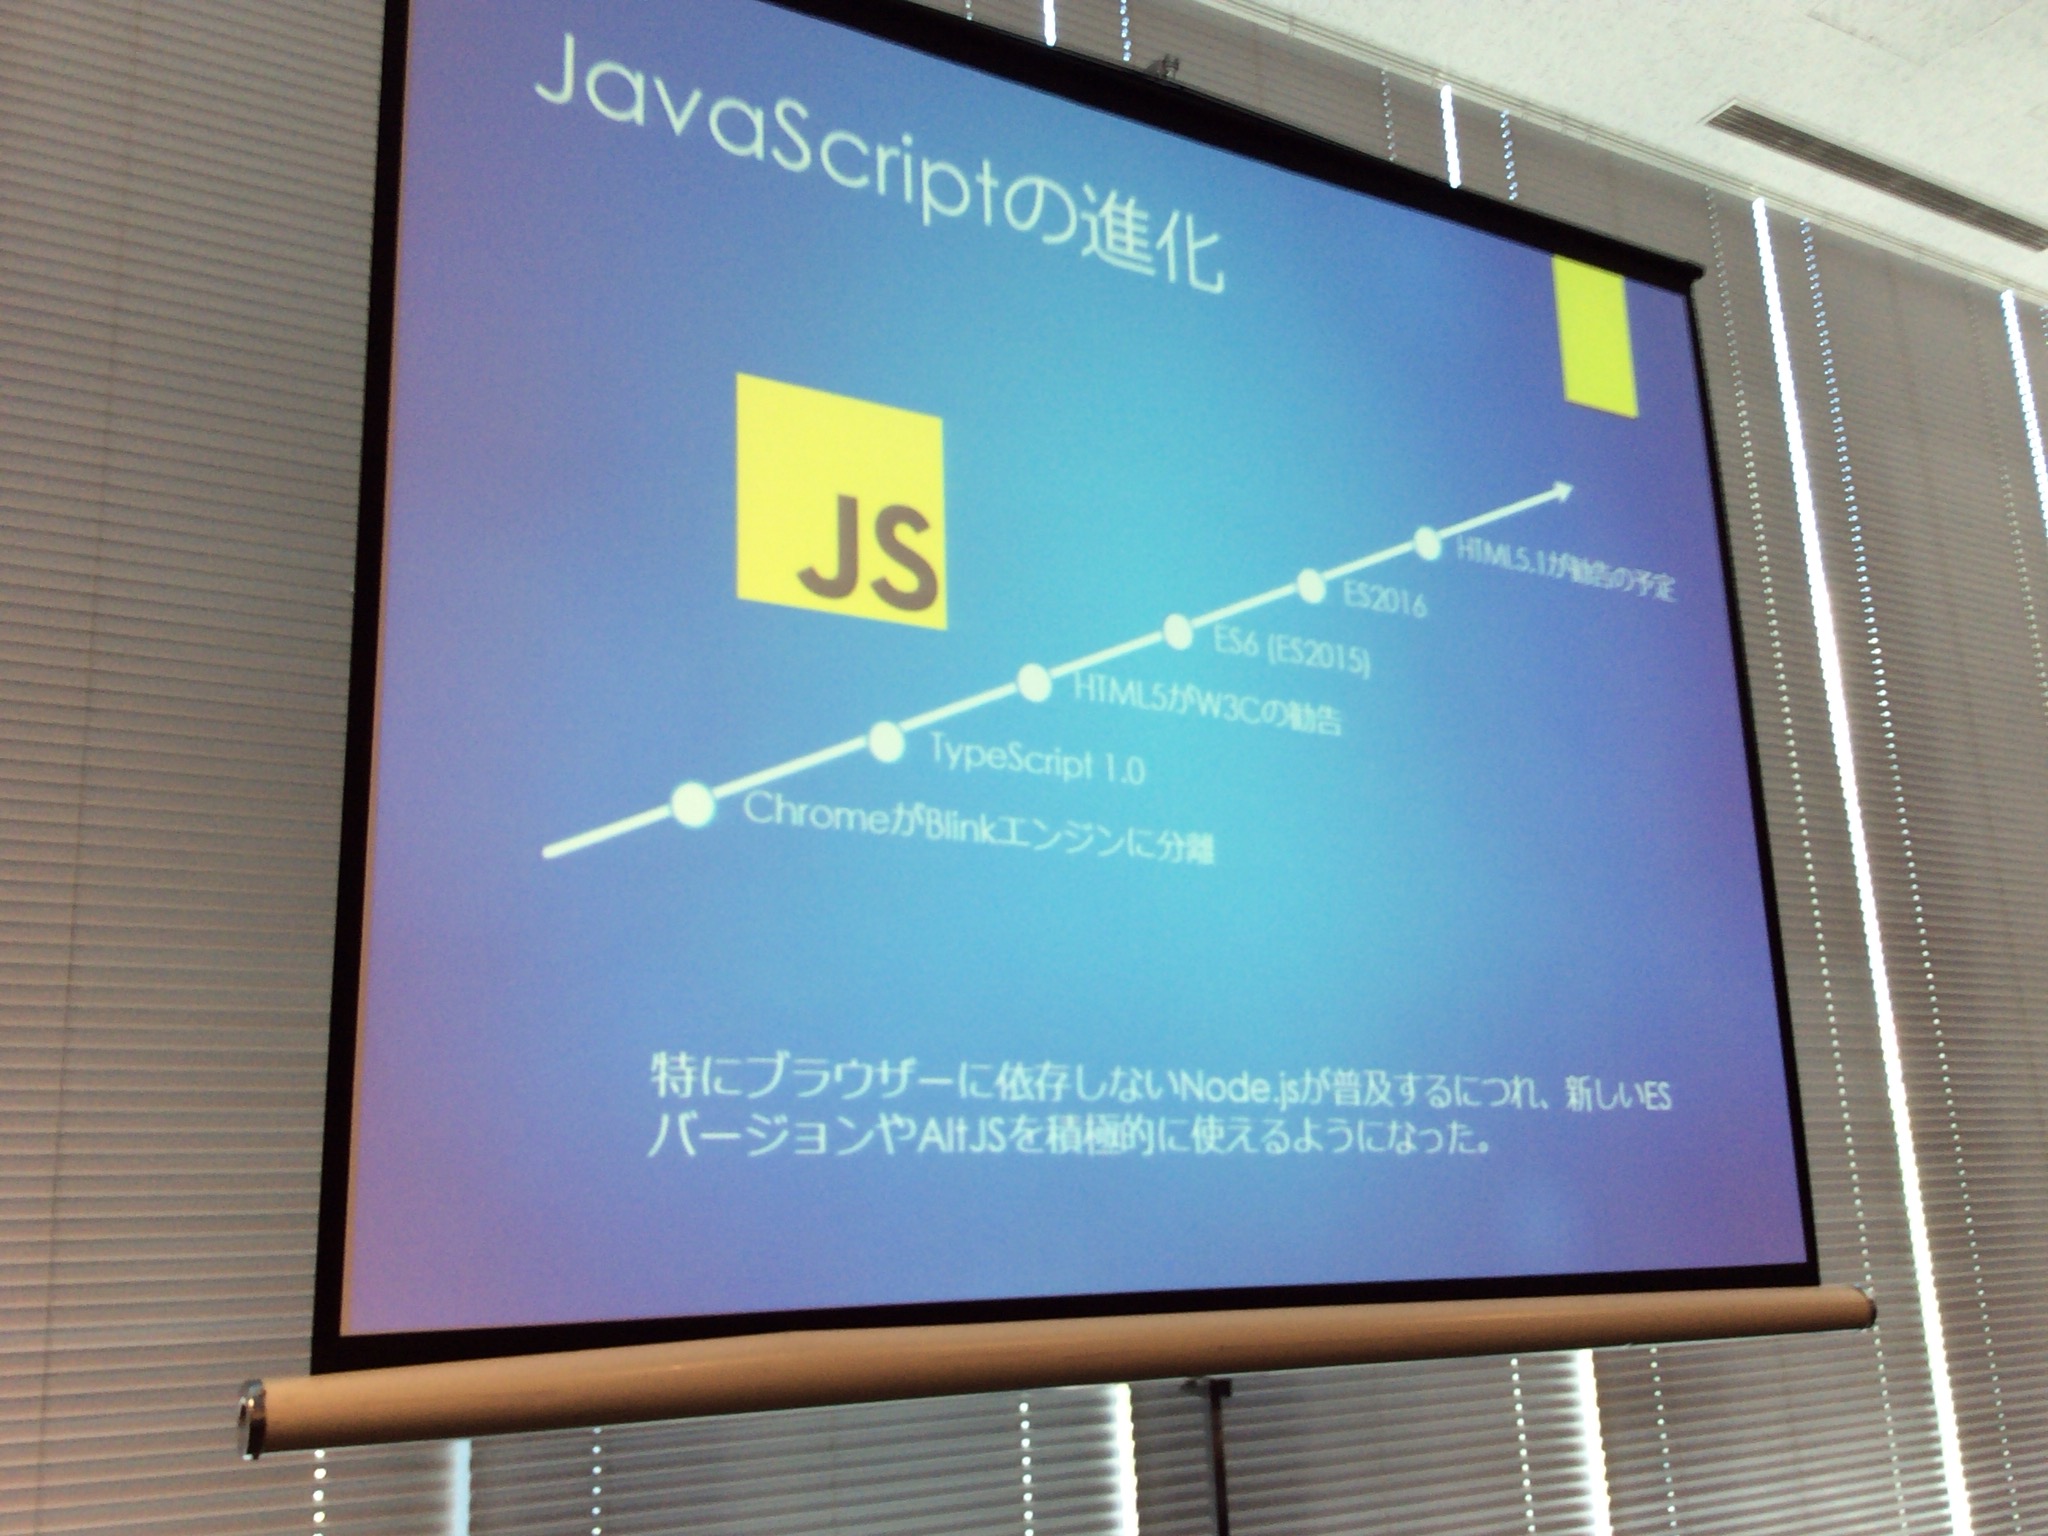 JavaScriptの進化
JS
HTML5.1が勧告の予定
ES2016
ES6 (ES2015)
HTML5がW3Cの勧告
TypeScript 1.0
ChromeがBlinkエンジンに分離
特にブラウザーに依存しないNode.jsが普及するにつれ、新しいES
バージョンやAltJSを積極的に使えるようになった。